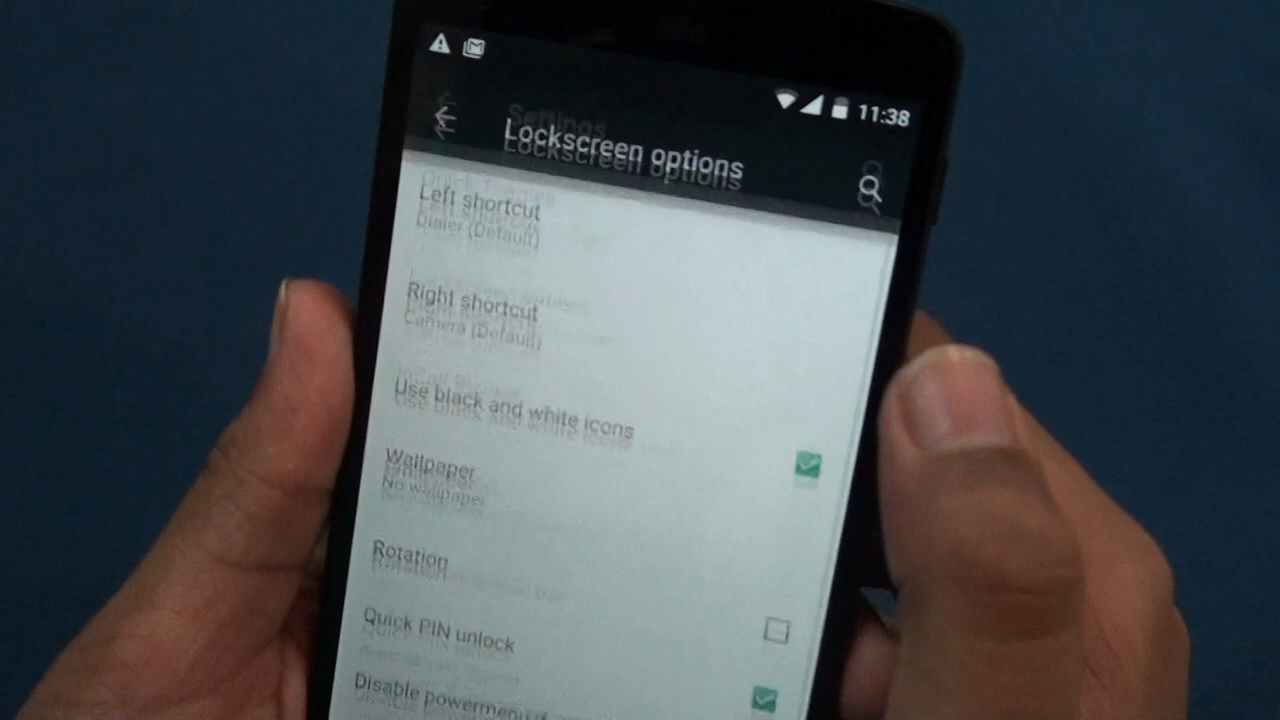 11:38
Settings
Lockscreen options
Left shortcut
Dialer (Default)
Right shortcut
Camera (Default)
Use black and white icons
Wallpaper
No wallpaper
Rotation
Quick PIN unlock
Disable powermenu